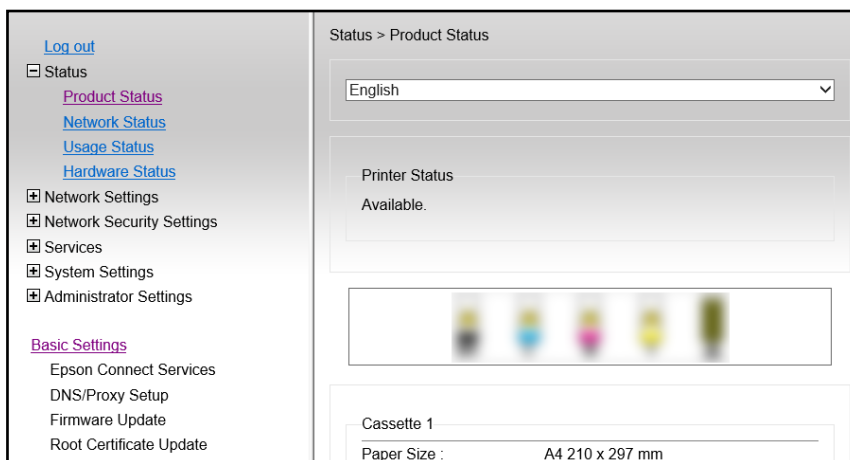 Log out
Status
Product Status
Network Status
Usage Status
Hardware Status
Network Settings
Network Security Settings
Services
System Settings
Administrator Settings
Basic Settings
Epson Connect Services
DNS/Proxy Setup
Firmware Update
Root Certificate Update
Status > Product Status
English
Printer Status
Available.
Cassette 1
Paper Size : A4 210 x 297 mm